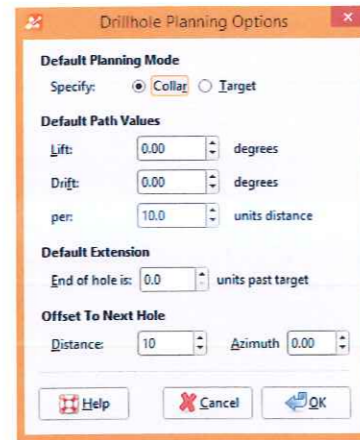 Drillhole Planning Options
Default Planning Mode
Specify: Collar Target
Default Path Values
Lift: 0.00 degrees
Drift: 0.00 degrees
per: 10.0 units distance
Default Extension
End of hole is: 0.0 units past target
Offset To Next Hole
Distance: 10 Azimuth 0.00
Help Cancel OK